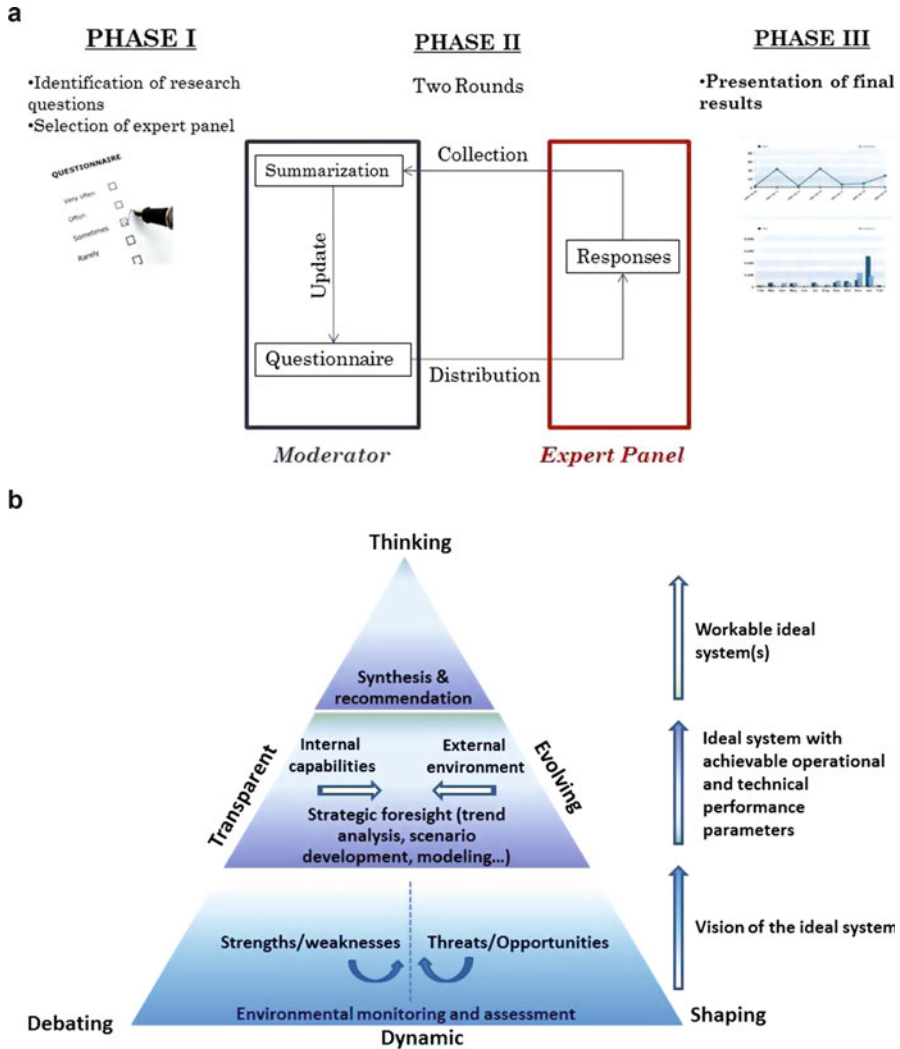 a
PHASE I
•Identification of research
questions
•Selection of expert panel
QUESTIONNAIRE
Very often
Often
Sometimes
Rarely
PHASE II
Two Rounds
Summarization
Collection
Update
Responses
Questionnaire
Distribution
Moderator
Expert Panel
PHASE III
•Presentation of final
results
b
Thinking
Synthesis &
recommendation
Workable ideal
system(s)
Transparent
Internal
capabilities
External
environment
Evolving
Strategic foresight (trend
analysis, scenario
development, modeling...)
Ideal system with
achievable operational
and technical
performance
parameters
Strengths/weaknesses
Threats/Opportunities
Vision of the ideal system
Environmental monitoring and assessment
Debating
Dynamic
Shaping